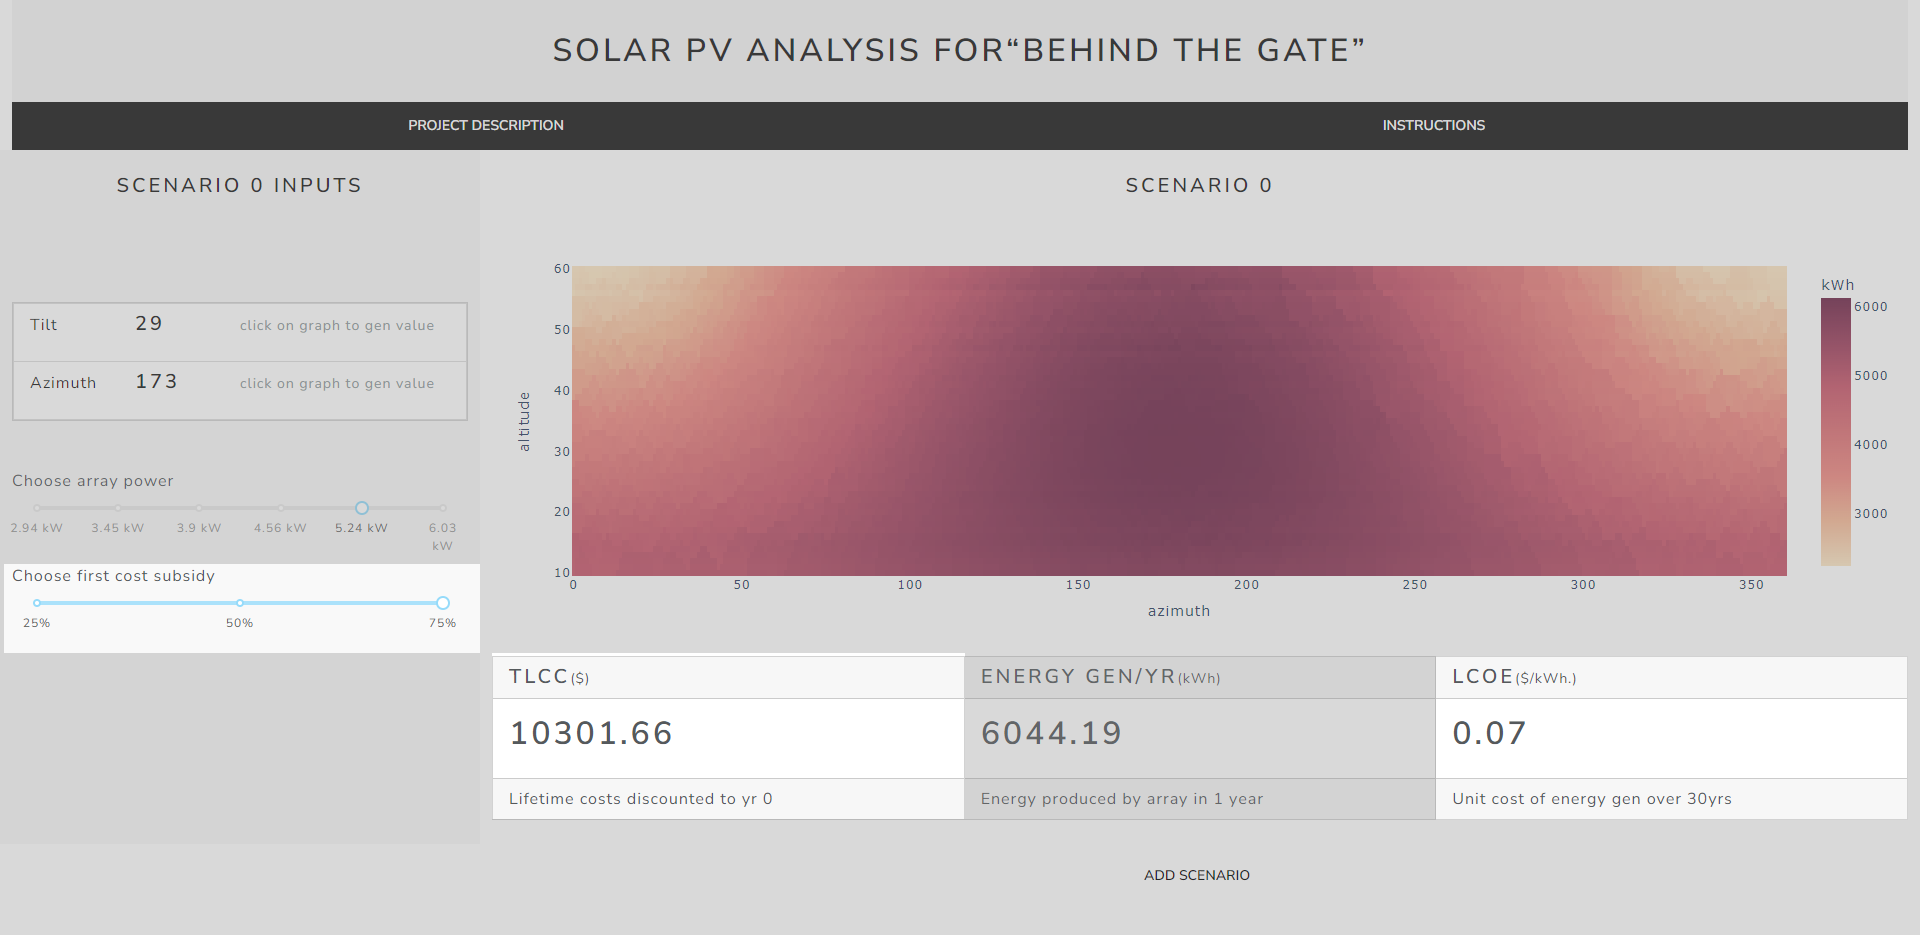 SOLAR PV ANALYSIS FOR“BEHIND THE GATE”
PROJECT DESCRIPTION
INSTRUCTIONS
SCENARIO 0 INPUTS
Tilt 29 click on graph to gen value
Azimuth 173 click on graph to gen value
Choose array power
2.94 kW 3.45 kW 3.9 kW 4.56 kW 5.24 kW 6.03
kW
Choose first cost subsidy
25% 50% 75%
SCENARIO 0
60
50
40
30
20
10
altitude
0 50 100 150 200 250 300 350
azimuth
kWh
6000
5000
4000
3000
TLCC($) ENERGY GEN/YR(kWh) LCOE($/kWh.)
10301.66 6044.19 0.07
Lifetime costs discounted to yr 0 Energy produced by array in 1 year Unit cost of energy gen over 30yrs
ADD SCENARIO